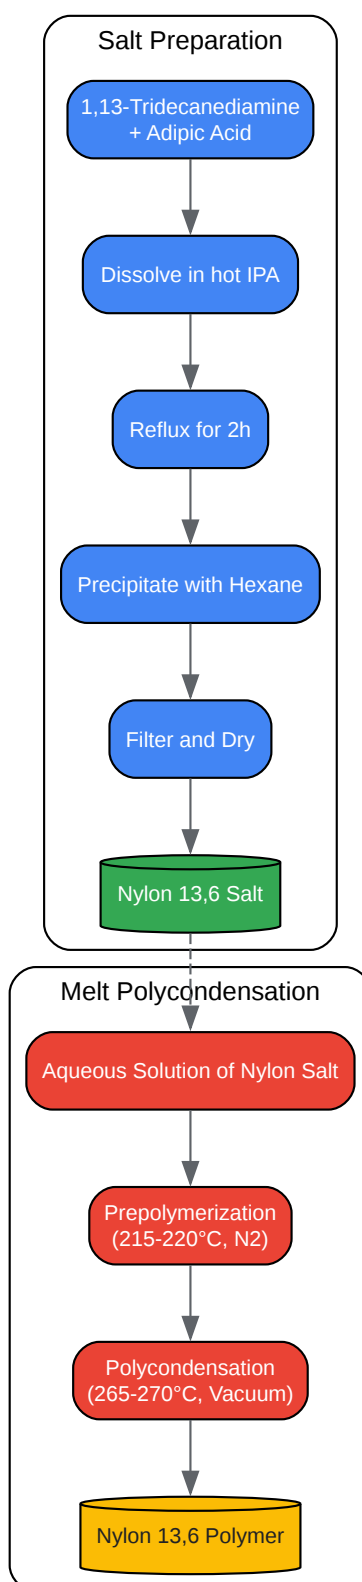 Salt Preparation
1,13-Tridecanediamine
+ Adipic Acid
Dissolve in hot IPA
Reflux for 2h
Precipitate with Hexane
Filter and Dry
Nylon 13,6 Salt
Melt Polycondensation
Aqueous Solution of Nylon Salt
Prepolymerization
(215-220°C, N2)
Polycondensation
(265-270°C, Vacuum)
Nylon 13,6 Polymer